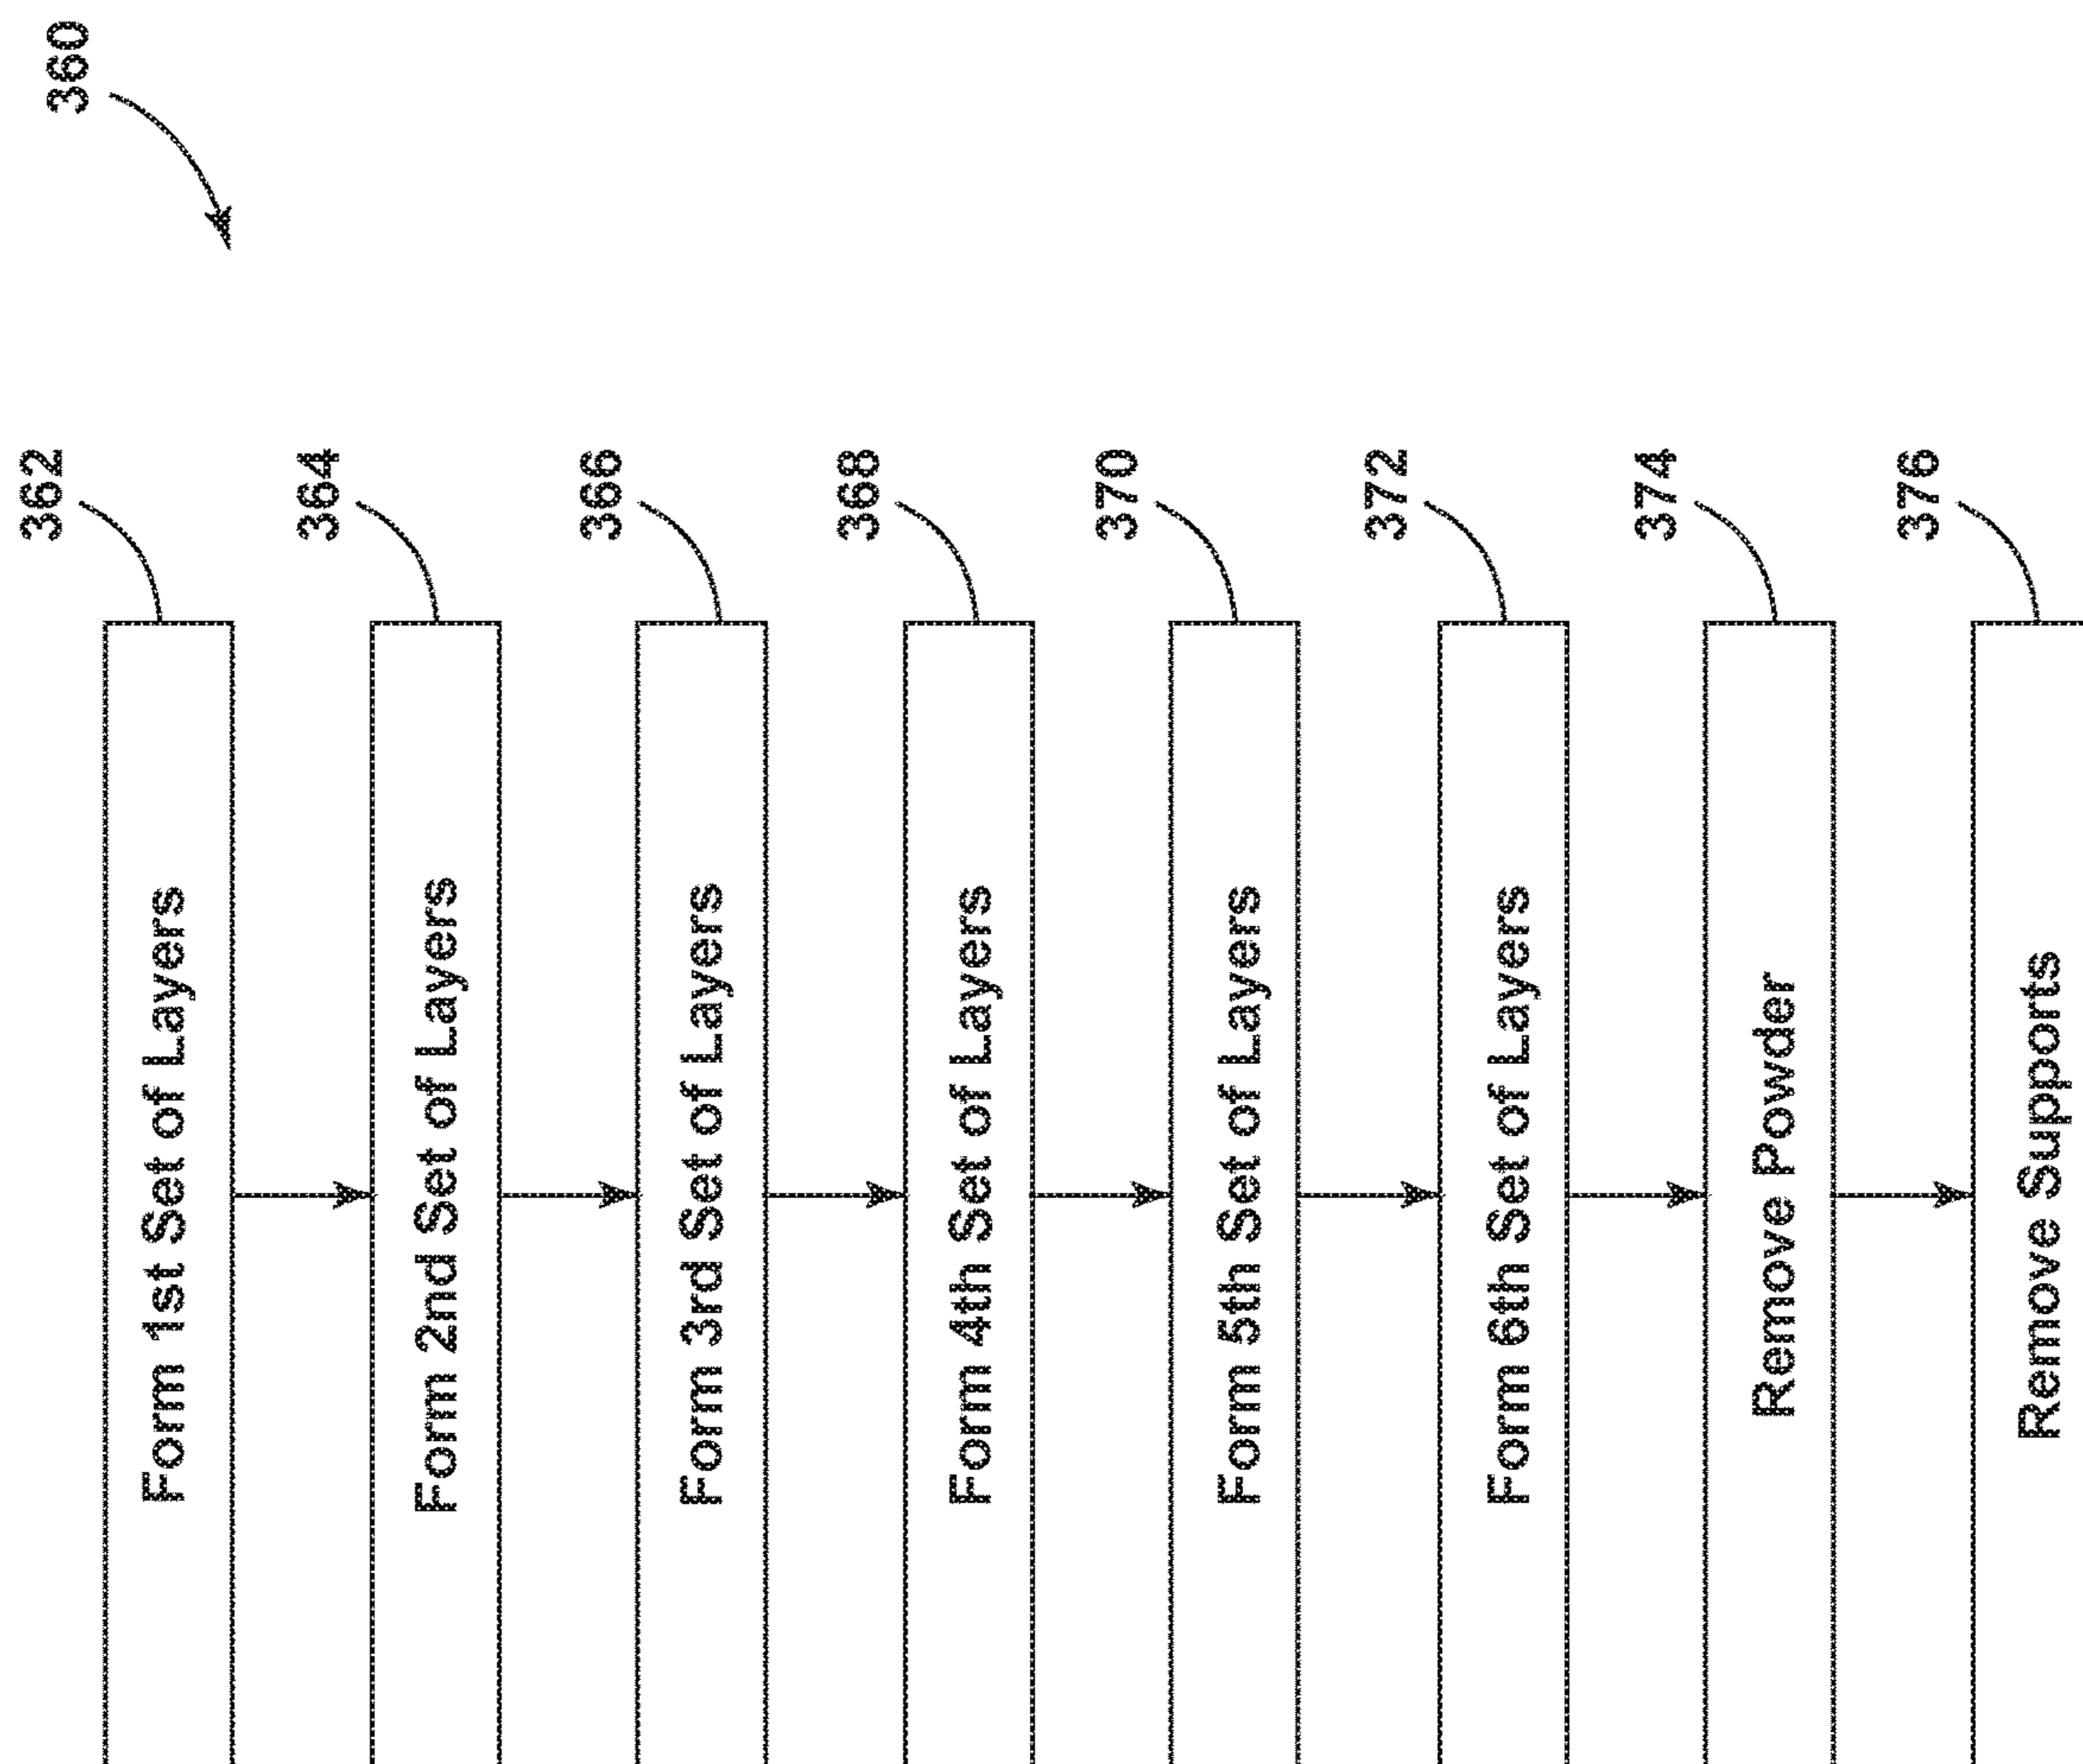 360
362
Form 1st Set of Layers
364
Form 2nd Set of Layers
366
Form 3rd Set of Layers
368
Form 4th Set of Layers
370
Form 5th Set of Layers
372
Form 6th Set of Layers
374
Remove Powder
376
Remove Supports